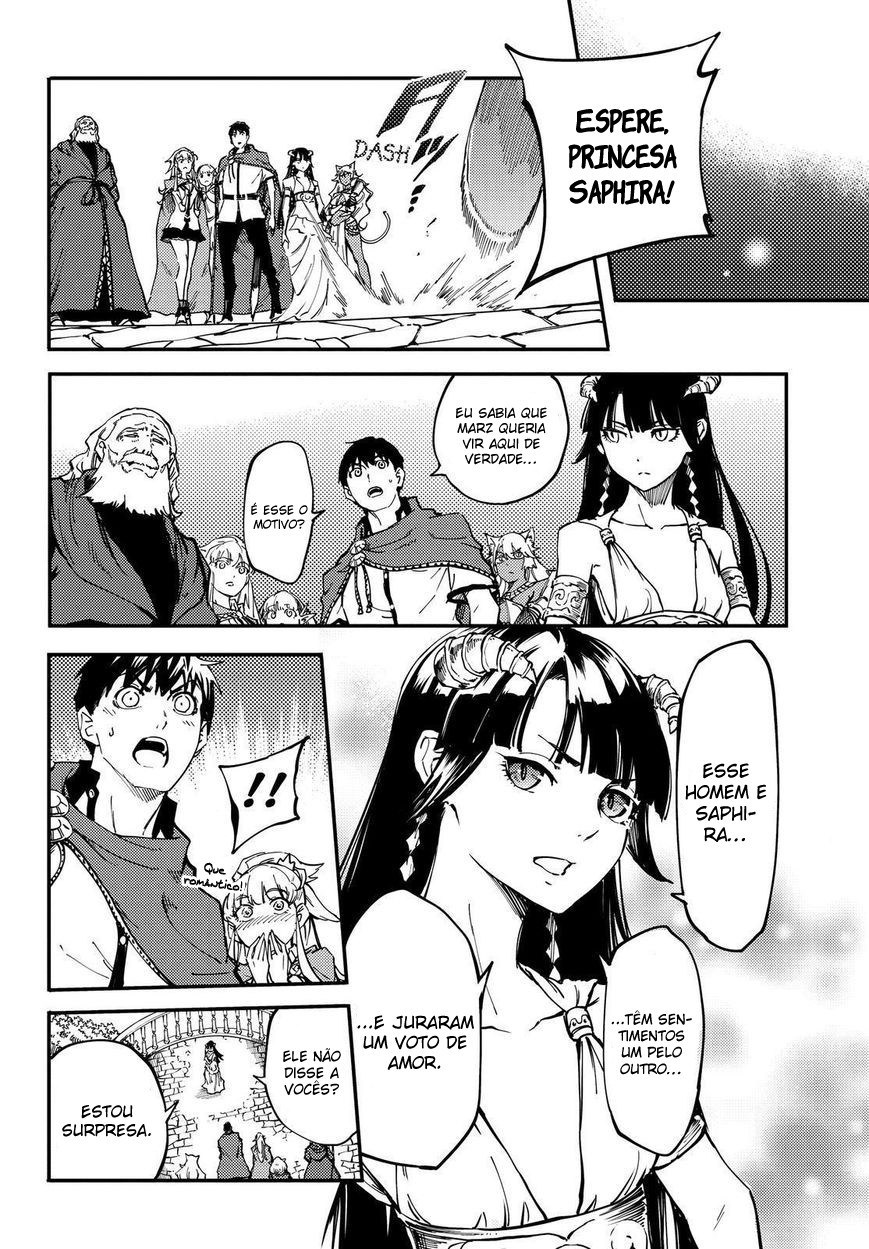 ESPERE,
PRINCESA
SAPHIRA!
ダッ
DASH
EU SABIA QUE
MARZ QUERIA
VIR AQUI DE
VERDADE...
É ESSE O
MOTIVO?
ESSE
HOMEM E
SAPHI-
RA...
...TÊM SEN-
TIMENTOS
UM PELO
OUTRO...
...E JURARAM
UM VOTO DE
AMOR.
!!
Que
romântico!
ELE NÃO
DISSE A
VOCÊS?
ESTOU
SURPRESA.